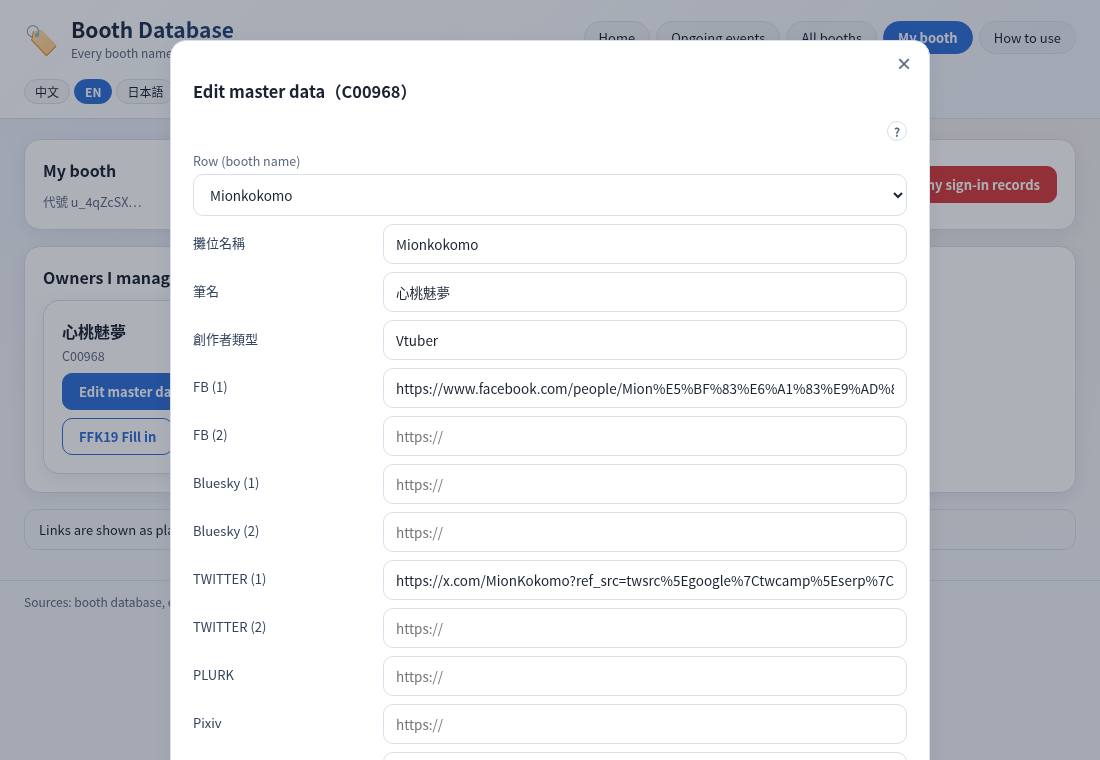 Booth Database
Every booth name
Home
Ongoing events
All booths
My booth
How to use
中文
EN
日本語
My booth
代號 u_4qZcSX…
my sign-in records
Owners I manag
心桃魅夢
C00968
Edit master da
FFK19 Fill in
Links are shown as pla
Sources: booth database,
×
Edit master data（C00968）
?
Row (booth name)
Mionkokomo
攤位名稱
Mionkokomo
筆名
心桃魅夢
創作者類型
Vtuber
FB (1)
https://www.facebook.com/people/Mion%E5%BF%83%E6%A1%83%E9%AD%8
FB (2)
https://
Bluesky (1)
https://
Bluesky (2)
https://
TWITTER (1)
https://x.com/MionKokomo?ref_src=twsrc%5Egoogle%7Ctwcamp%5Eserp%7C
TWITTER (2)
https://
PLURK
https://
Pixiv
https://